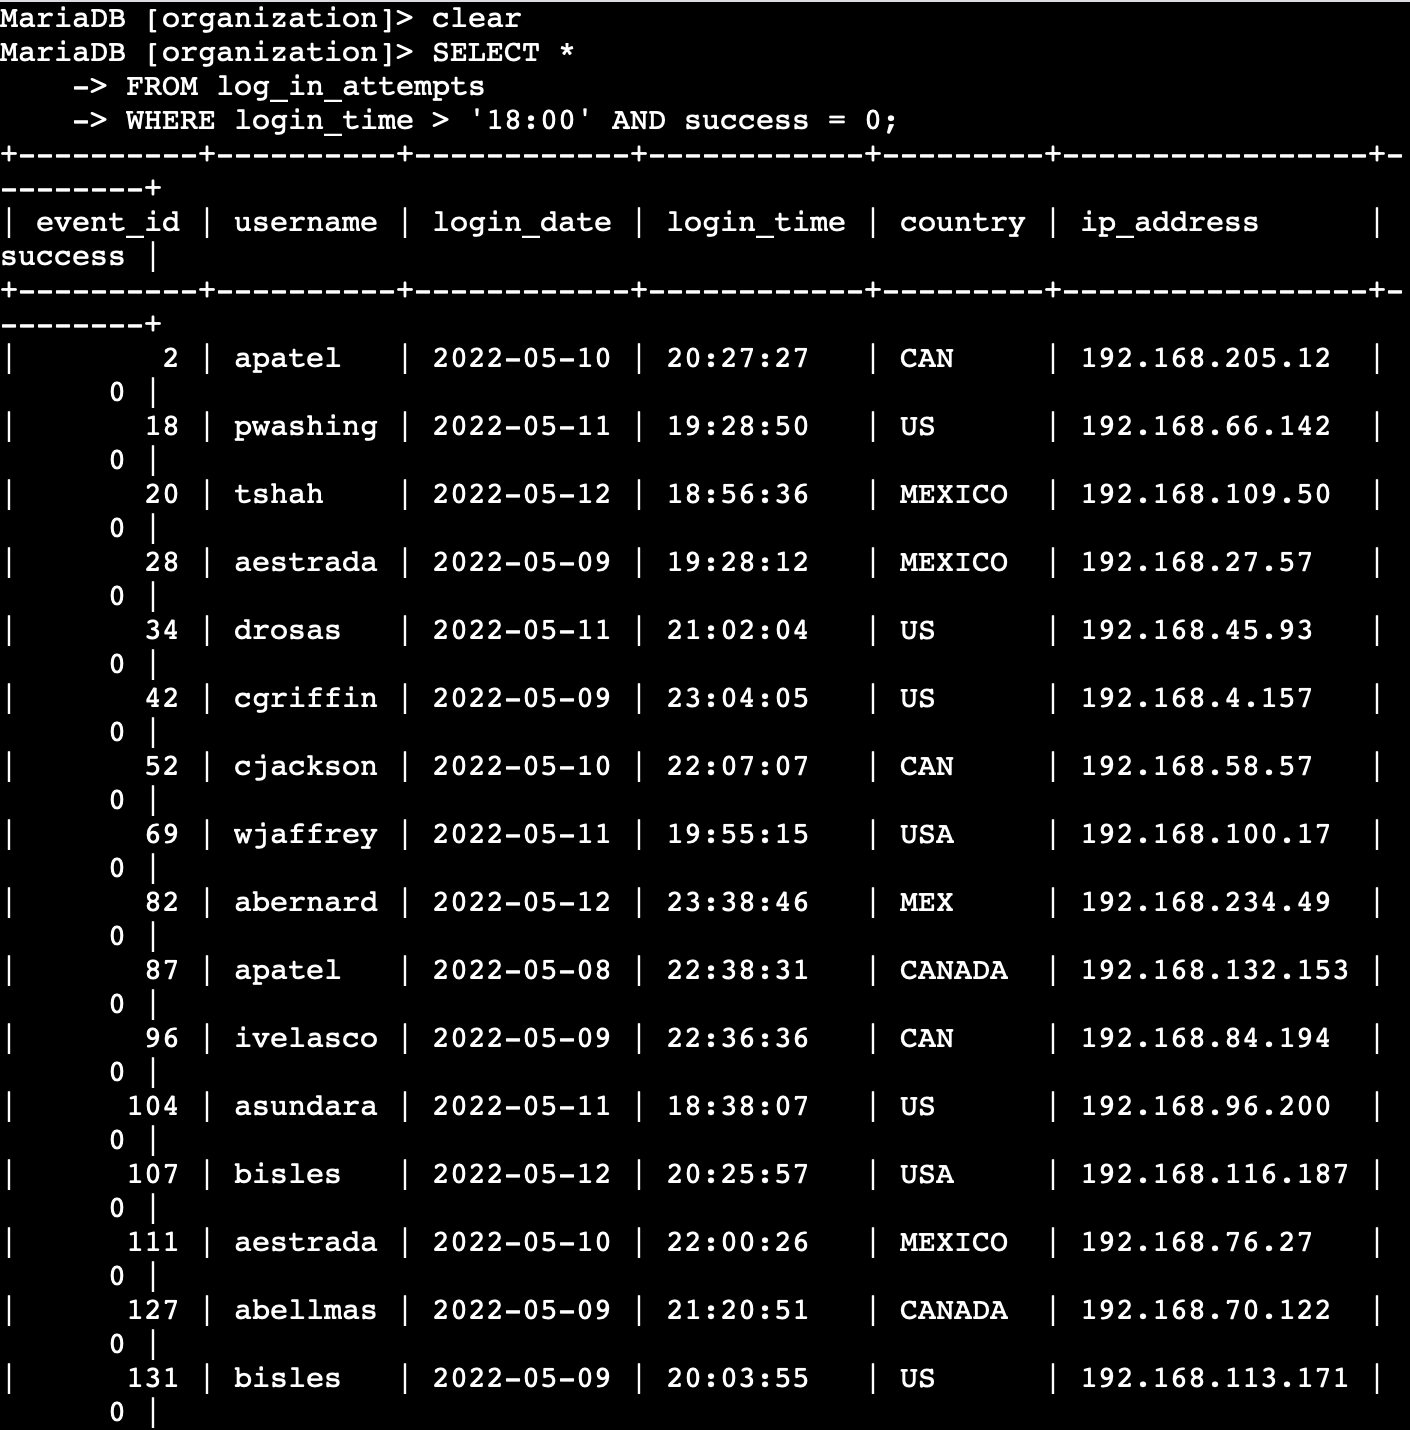 MariaDB [organization]> clear
MariaDB [organization]> SELECT *
    -> FROM log_in_attempts
    -> WHERE login_time > '18:00' AND success = 0;
+----------+----------+------------+------------+---------+-----------------+-
--------+
| event_id | username | login_date | login_time | country | ip_address      |
success |
+----------+----------+------------+------------+---------+-----------------+-
--------+
|        2 | apatel   | 2022-05-10 | 20:27:27   | CAN     | 192.168.205.12  |
      0 |
|       18 | pwashing | 2022-05-11 | 19:28:50   | US      | 192.168.66.142  |
      0 |
|       20 | tshah    | 2022-05-12 | 18:56:36   | MEXICO  | 192.168.109.50  |
      0 |
|       28 | aestrada | 2022-05-09 | 19:28:12   | MEXICO  | 192.168.27.57   |
      0 |
|       34 | drosas   | 2022-05-11 | 21:02:04   | US      | 192.168.45.93   |
      0 |
|       42 | cgriffin | 2022-05-09 | 23:04:05   | US      | 192.168.4.157   |
      0 |
|       52 | cjackson | 2022-05-10 | 22:07:07   | CAN     | 192.168.58.57   |
      0 |
|       69 | wjaffrey | 2022-05-11 | 19:55:15   | USA     | 192.168.100.17  |
      0 |
|       82 | abernard | 2022-05-12 | 23:38:46   | MEX     | 192.168.234.49  |
      0 |
|       87 | apatel   | 2022-05-08 | 22:38:31   | CANADA  | 192.168.132.153 |
      0 |
|       96 | ivelasco | 2022-05-09 | 22:36:36   | CAN     | 192.168.84.194  |
      0 |
|      104 | asundara | 2022-05-11 | 18:38:07   | US      | 192.168.96.200  |
      0 |
|      107 | bisles   | 2022-05-12 | 20:25:57   | USA     | 192.168.116.187 |
      0 |
|      111 | aestrada | 2022-05-10 | 22:00:26   | MEXICO  | 192.168.76.27   |
      0 |
|      127 | abellmas | 2022-05-09 | 21:20:51   | CANADA  | 192.168.70.122  |
      0 |
|      131 | bisles   | 2022-05-09 | 20:03:55   | US      | 192.168.113.171 |
      0 |